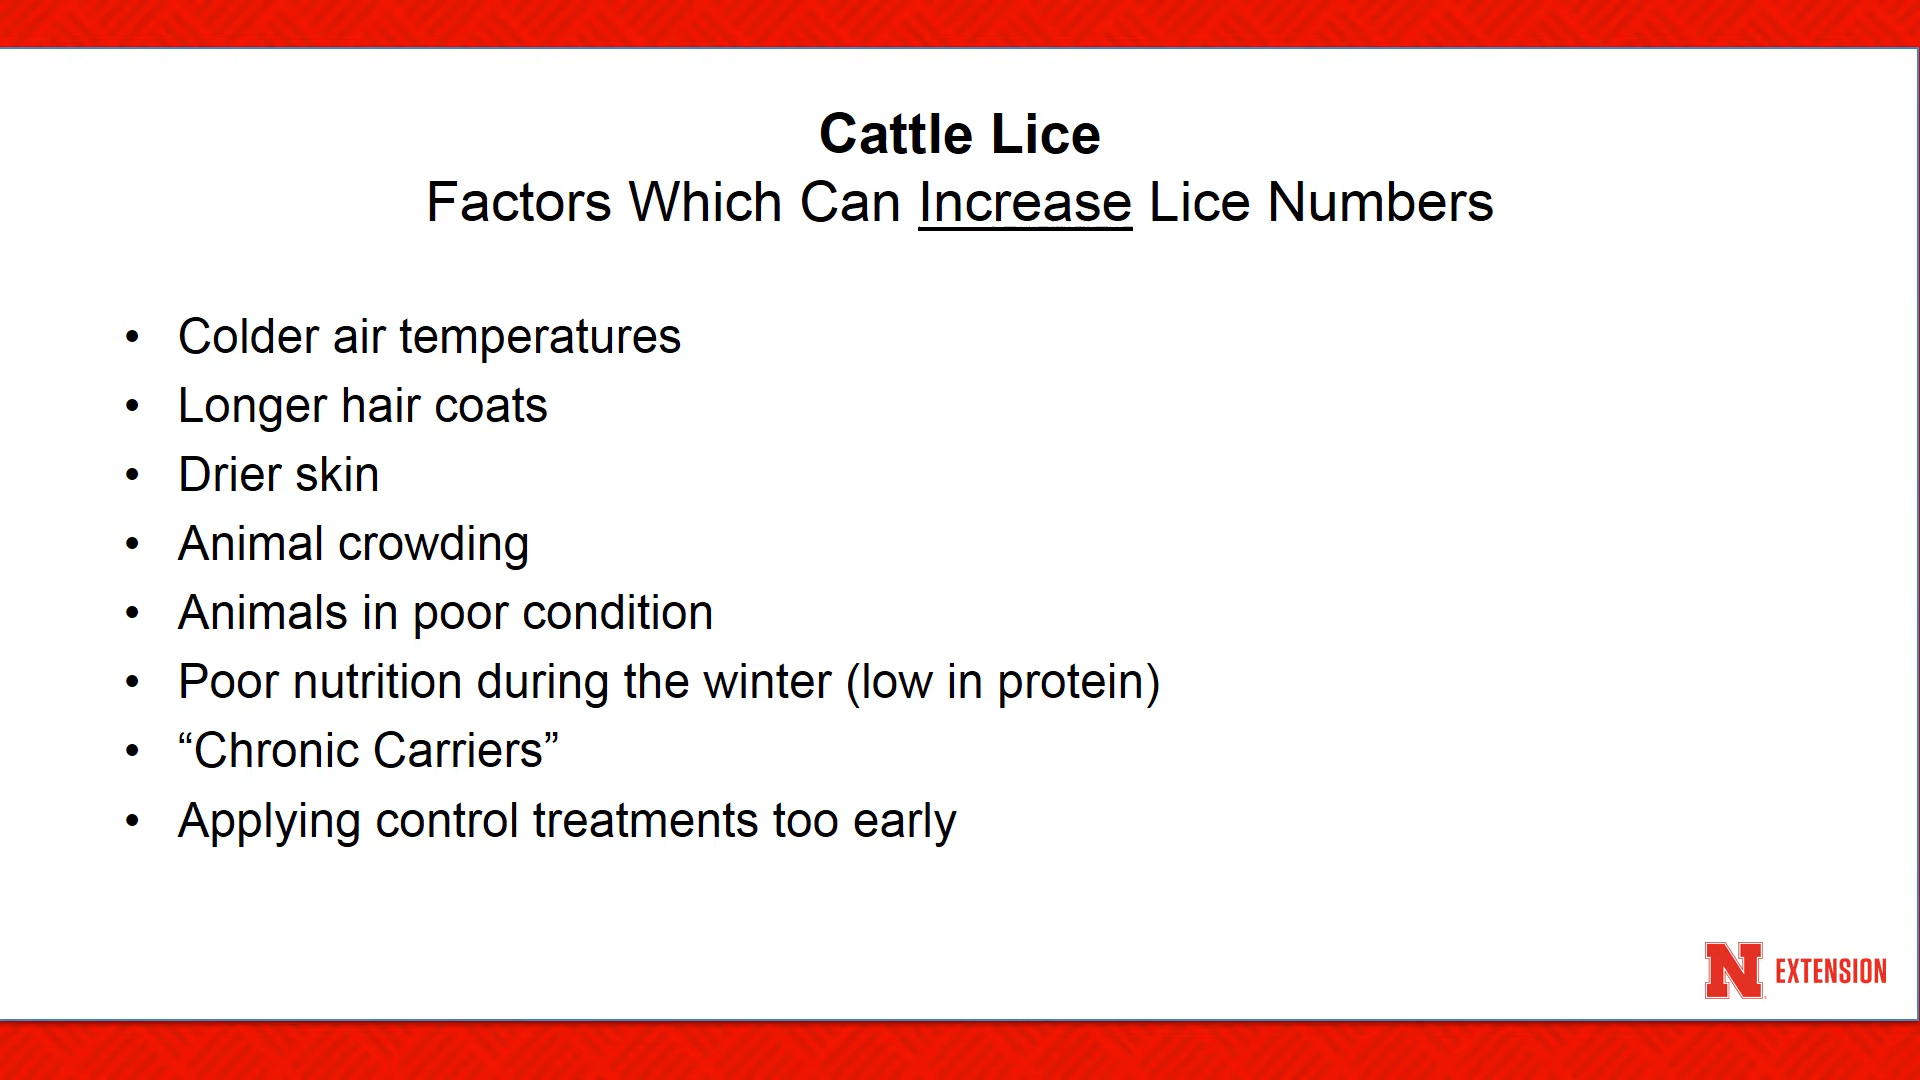 Cattle Lice
Factors Which Can Increase Lice Numbers
• Colder air temperatures
• Longer hair coats
• Drier skin
• Animal crowding
• Animals in poor condition
• Poor nutrition during the winter (low in protein)
• “Chronic Carriers”
• Applying control treatments too early
N EXTENSION